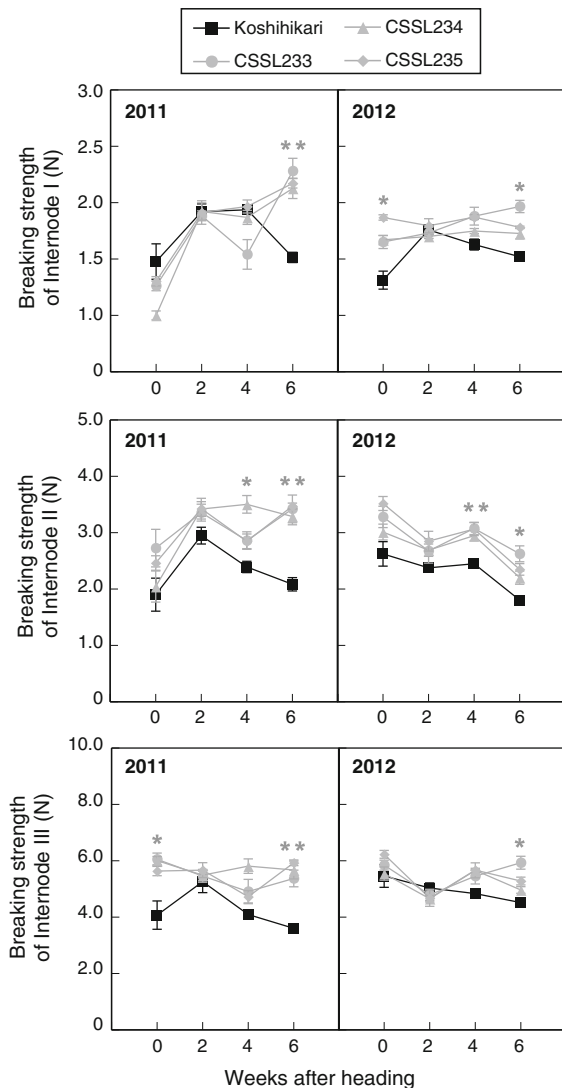 Koshihikari CSSL234
CSSL233 CSSL235
Breaking strength
of Internode I (N)
3.0
2.5
2.0
1.5
1.0
0
2011
* *
0 2 4 6
2012
*
*
0 2 4 6
Breaking strength
of Internode II (N)
5.0
4.0
3.0
2.0
1.0
0
2011
* * *
0 2 4 6
2012
* *
*
0 2 4 6
Breaking strength
of Internode III (N)
10.0
8.0
6.0
4.0
2.0
0.0
2011
*
* *
0 2 4 6
2012
*
0 2 4 6
Weeks after heading